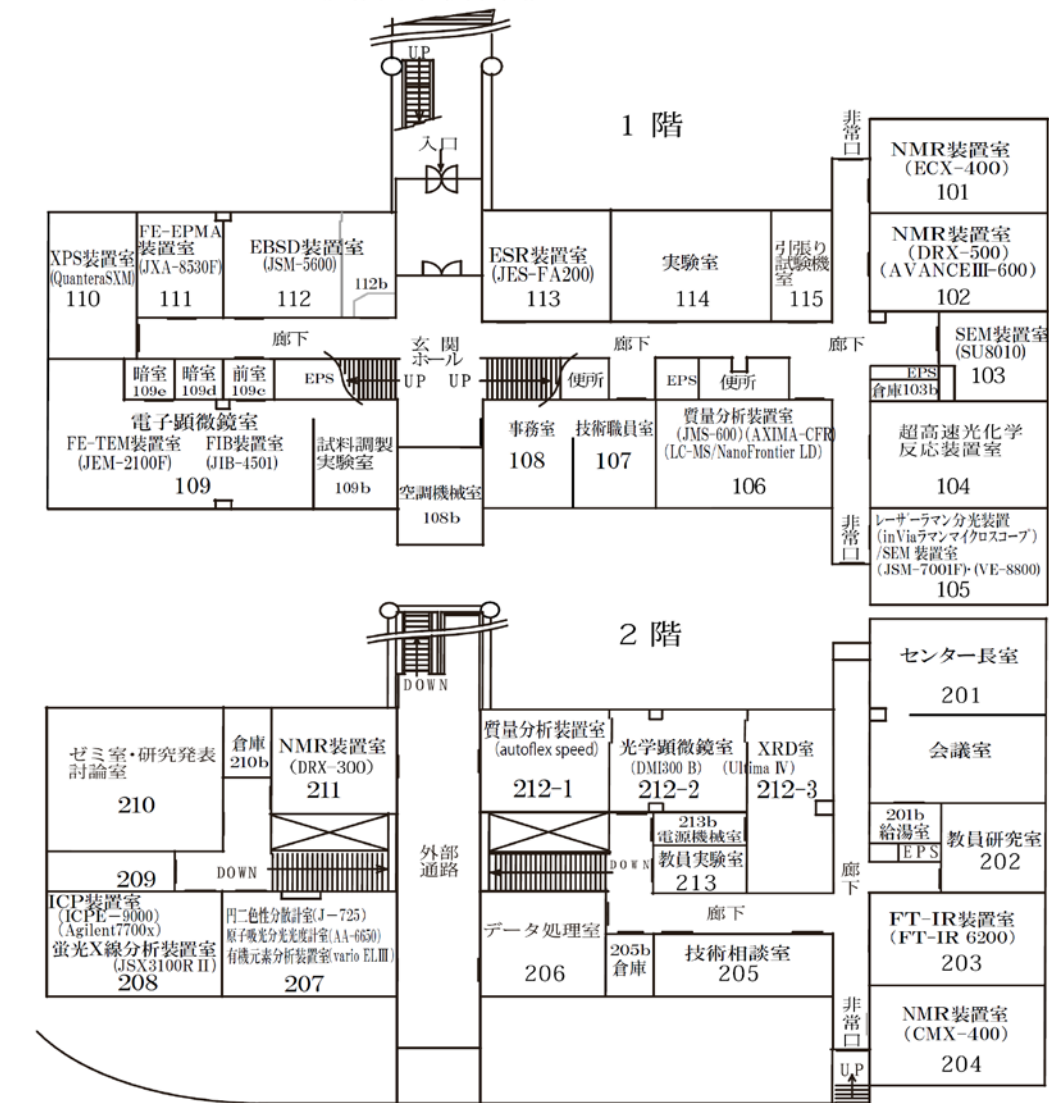 UP
入口
1 階
非常口
NMR装置室
(ECX-400)
101
NMR装置室
(DRX-500)
(AVANCEⅢ-600)
102
XPS装置室
(QuanteraSXM)
110
FE-EPMA
装置室
(JXA-8530F)
111
EBSD装置室
(JSM-5600)
112
112b
ESR装置室
(JES-FA200)
113
実験室
114
引張り
試験機
室
115
廊下
玄 関
ホール
廊下
廊下
SEM装置室
(SU8010)
103
EPS
倉庫103b
暗室
109e
暗室
109d
前室
109c
EPS
UP
UP
便所
EPS
便所
電子顕微鏡室
FE-TEM装置室
(JEM-2100F)
FIB装置室
(JIB-4501)
109
試料調製
実験室
109b
空調機械室
108b
事務室
108
技術職員室
107
質量分析装置室
(JMS-600)(AXIMA-CFR)
(LC-MS/NanoFrontier LD)
106
超高速光化学
反応装置室
104
非常口
レーザーラマン分光装置
(inViaラマンマイクロスコープ)
/SEM 装置室
(JSM-7001F)・(VE-8800)
105
2 階
DOWN
センター長室
201
会議室
ゼミ室・研究発表
討論室
210
倉庫
210b
NMR装置室
(DRX-300)
211
質量分析装置室
(autoflex speed)
212-1
光学顕微鏡室
(DMI300 B)
212-2
XRD室
(Ultima Ⅳ)
212-3
201b
給湯室
EPS
教員研究室
202
213b
電源機械室
教員実験室
213
外部
通路
DOWN
DOWN
209
廊下
廊下
ICP装置室
(ICPE-9000)
(Agilent7700x)
蛍光X線分析装置室
(JSX3100RⅡ)
208
円二色性分散計室(J-725)
原子吸光分光光度計室(AA-6650)
有機元素分析装置室(vario ELⅢ)
207
データ処理室
206
205b
倉庫
技術相談室
205
FT-IR装置室
(FT-IR 6200)
203
非常口
NMR装置室
(CMX-400)
204
UP